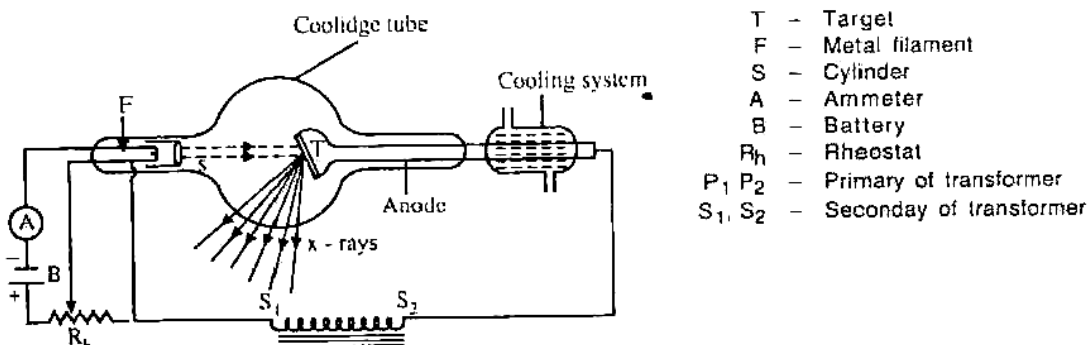 Coolidge tube
Cooling system
F
S
T
Anode
A
B
−
+
x - rays
S₁
S₂
Rₕ
T – Target
F – Metal filament
S – Cylinder
A – Ammeter
B – Battery
Rₕ – Rheostat
P₁ P₂ – Primary of transformer
S₁, S₂ – Seconday of transformer